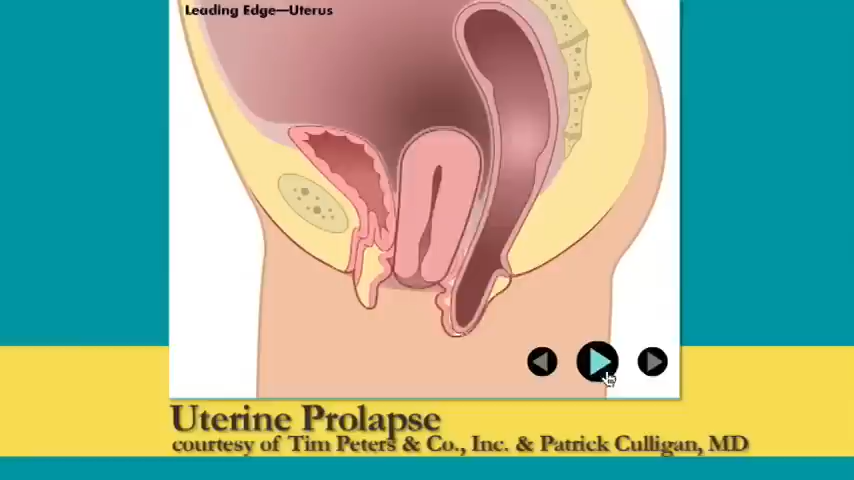 Leading Edge—Uterus
Uterine Prolapse
courtesy of Tim Peters & Co., Inc. & Patrick Culligan, MD